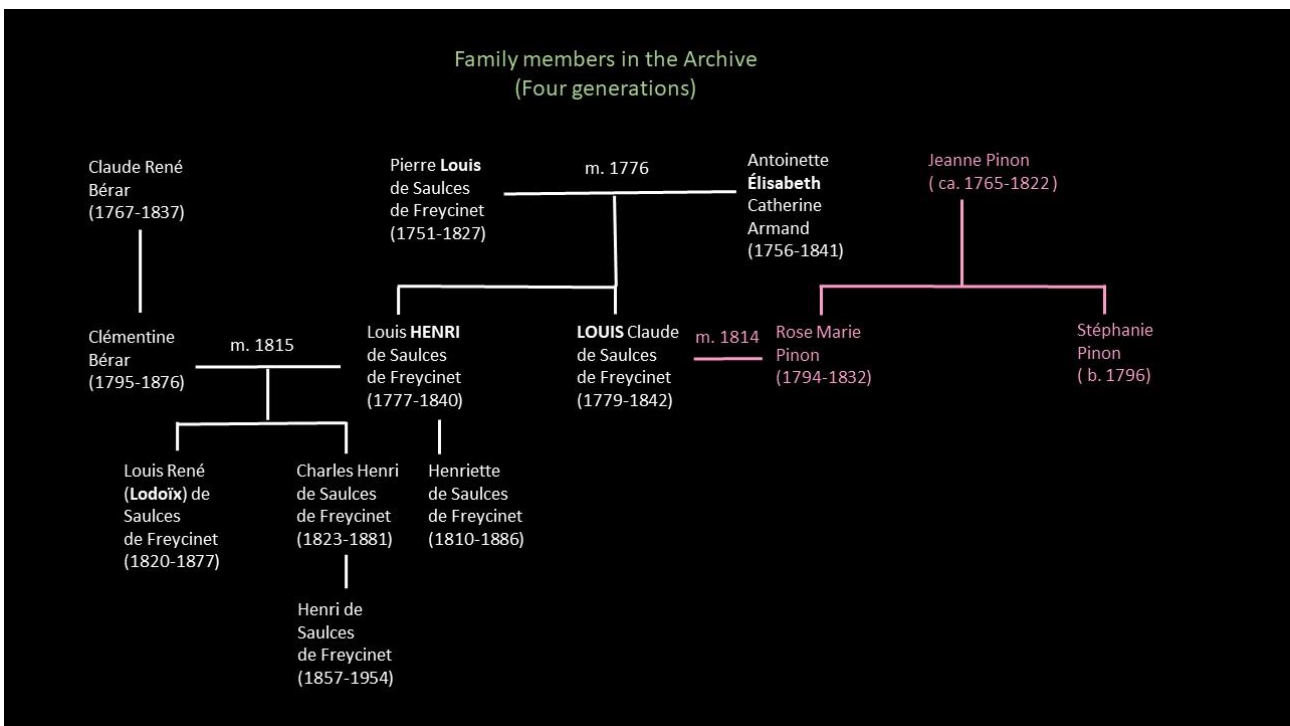 Family members in the Archive
(Four generations)
Claude René
Bérar
(1767-1837)
Pierre Louis
de Saulces
de Freycinet
(1751-1827)
m. 1776
Antoinette
Élisabeth
Catherine
Armand
(1756-1841)
Jeanne Pinon
( ca. 1765-1822 )
Clémentine
Bérar
(1795-1876)
m. 1815
Louis HENRI
de Saulces
de Freycinet
(1777-1840)
LOUIS Claude
de Saulces
de Freycinet
(1779-1842)
m. 1814
Rose Marie
Pinon
(1794-1832)
Stéphanie
Pinon
( b. 1796)
Louis René
(Lodoïx) de
Saulces
de Freycinet
(1820-1877)
Charles Henri
de Saulces
de Freycinet
(1823-1881)
Henriette
de Saulces
de Freycinet
(1810-1886)
Henri de
Saulces
de Freycinet
(1857-1954)